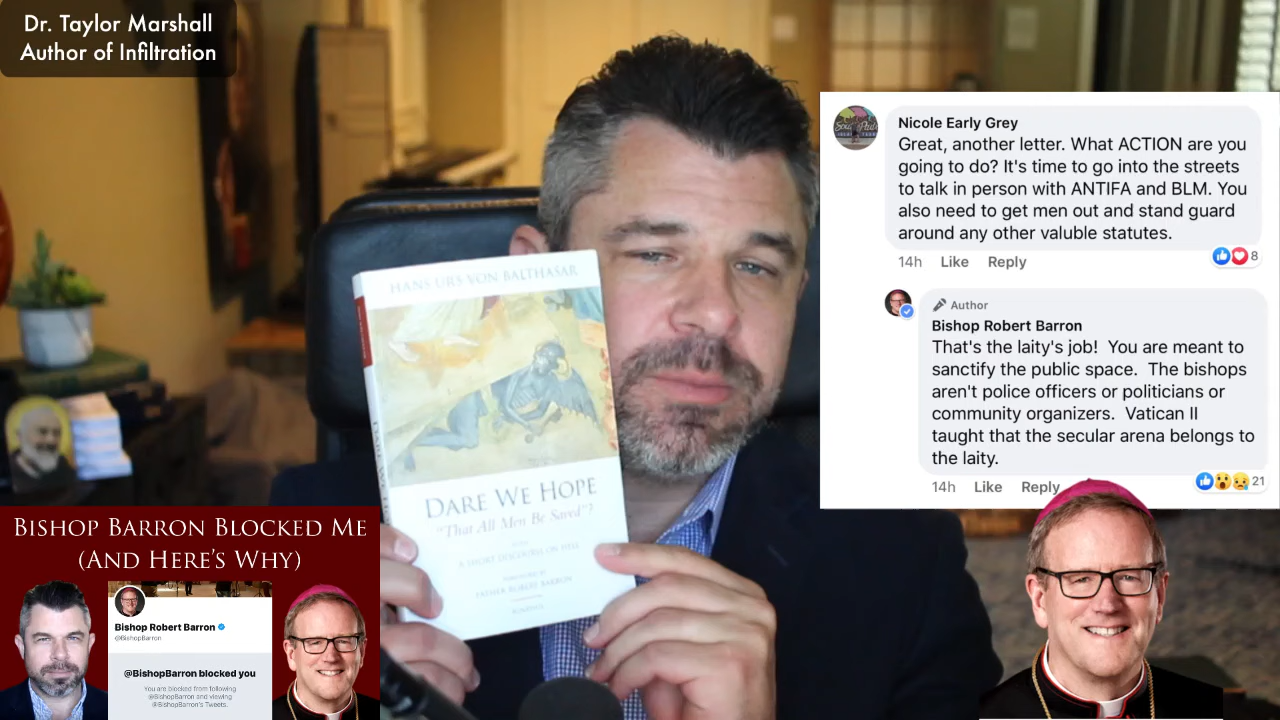 Dr. Taylor Marshall
Author of Infiltration
HANS URS VON BALTHASAR
DARE WE HOPE
"That All Men Be Saved"?
A SHORT DISCOURSE ON HELL
FOREWORD BY
FATHER ROBERT BARRON
IGNATIUS
DARE WE
Nicole Early Grey
Great, another letter. What ACTION are you
going to do? It's time to go into the streets
to talk in person with ANTIFA and BLM. You
also need to get men out and stand guard
around any other valuble statutes.
14h Like Reply
8
Author
Bishop Robert Barron
That's the laity's job! You are meant to
sanctify the public space. The bishops
aren't police officers or politicians or
community organizers. Vatican II
taught that the secular arena belongs to
the laity.
14h Like Reply
21
BISHOP BARRON BLOCKED ME
(AND HERE'S WHY)
Bishop Robert Barron
@BishopBarron
@BishopBarron blocked you
You are blocked from following
@BishopBarron and viewing
@BishopBarron's Tweets.